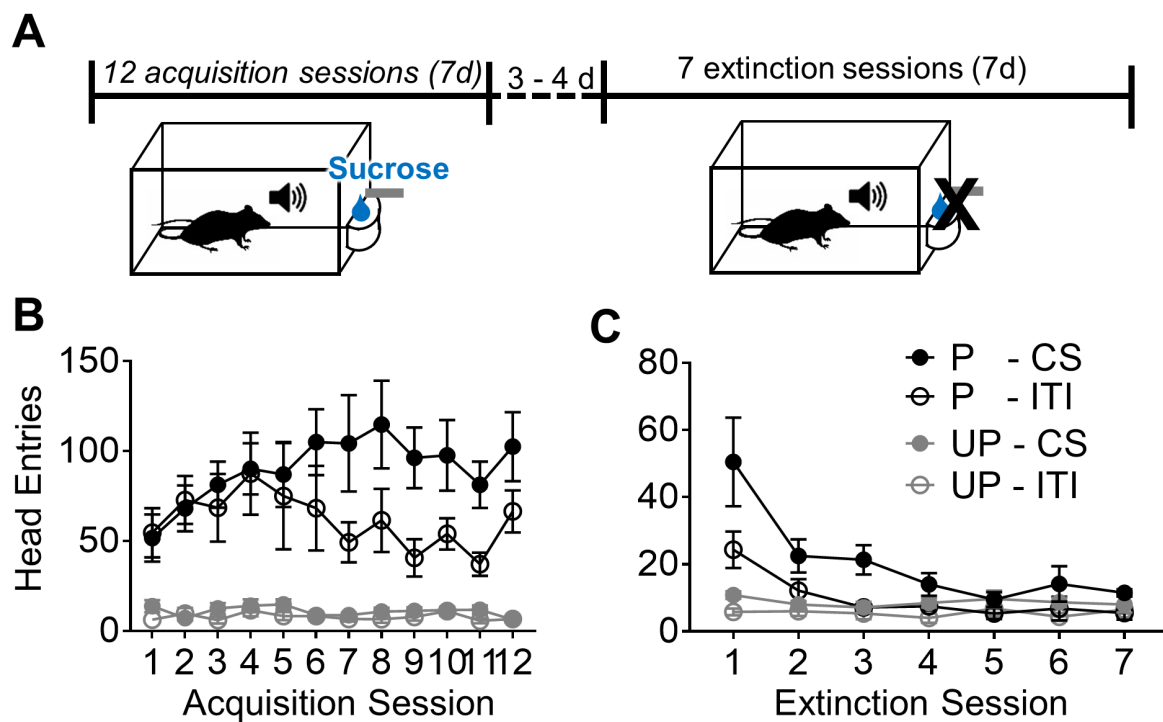 A
12 acquisition sessions (7d)
3 - 4 d
7 extinction sessions (7d)
Sucrose
X
B
Head Entries
150
100
50
0
1 2 3 4 5 6 7 8 9 10 11 12
Acquisition Session
C
80
60
40
20
0
1 2 3 4 5 6 7
Extinction Session
P - CS
P - ITI
UP - CS
UP - ITI